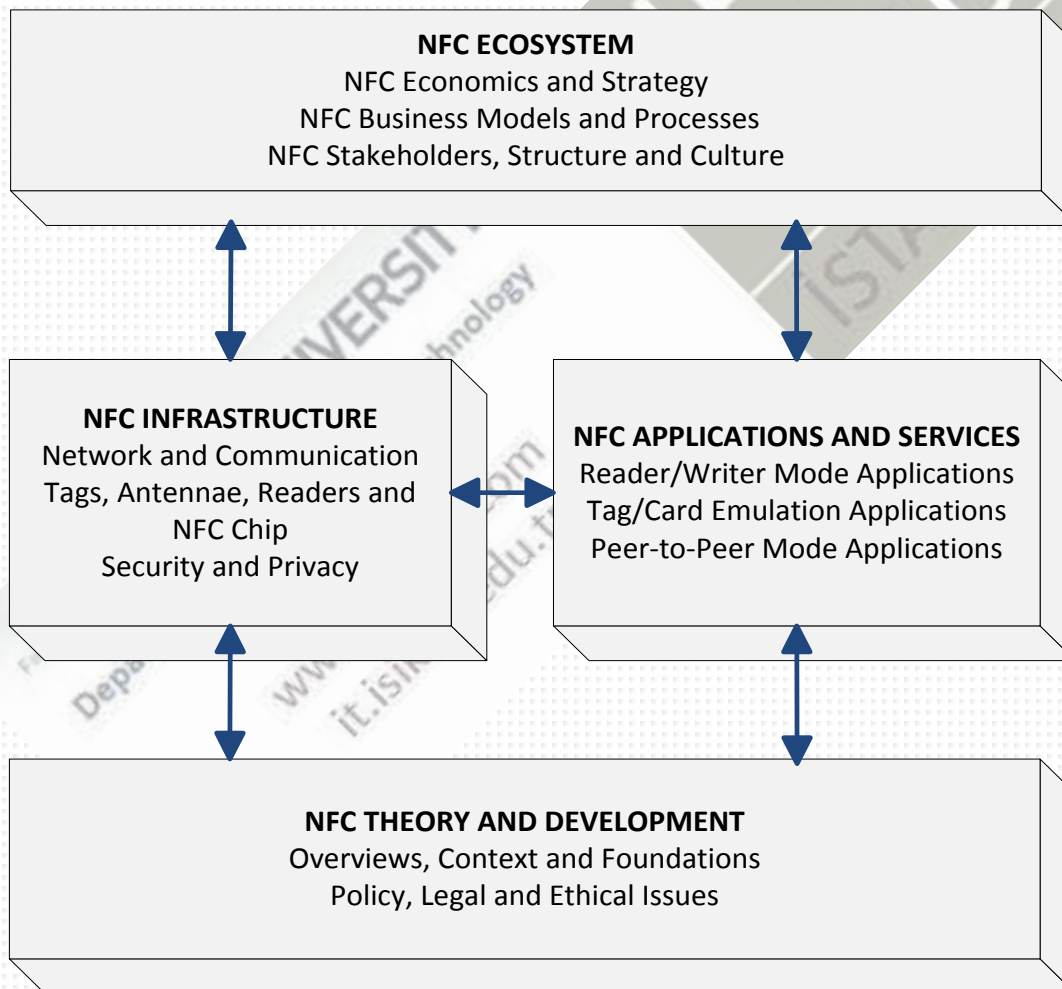 NFC ECOSYSTEM
NFC Economics and Strategy
NFC Business Models and Processes
NFC Stakeholders, Structure and Culture
NFC INFRASTRUCTURE
Network and Communication
Tags, Antennae, Readers and
NFC Chip
Security and Privacy
NFC APPLICATIONS AND SERVICES
Reader/Writer Mode Applications
Tag/Card Emulation Applications
Peer-to-Peer Mode Applications
NFC THEORY AND DEVELOPMENT
Overviews, Context and Foundations
Policy, Legal and Ethical Issues